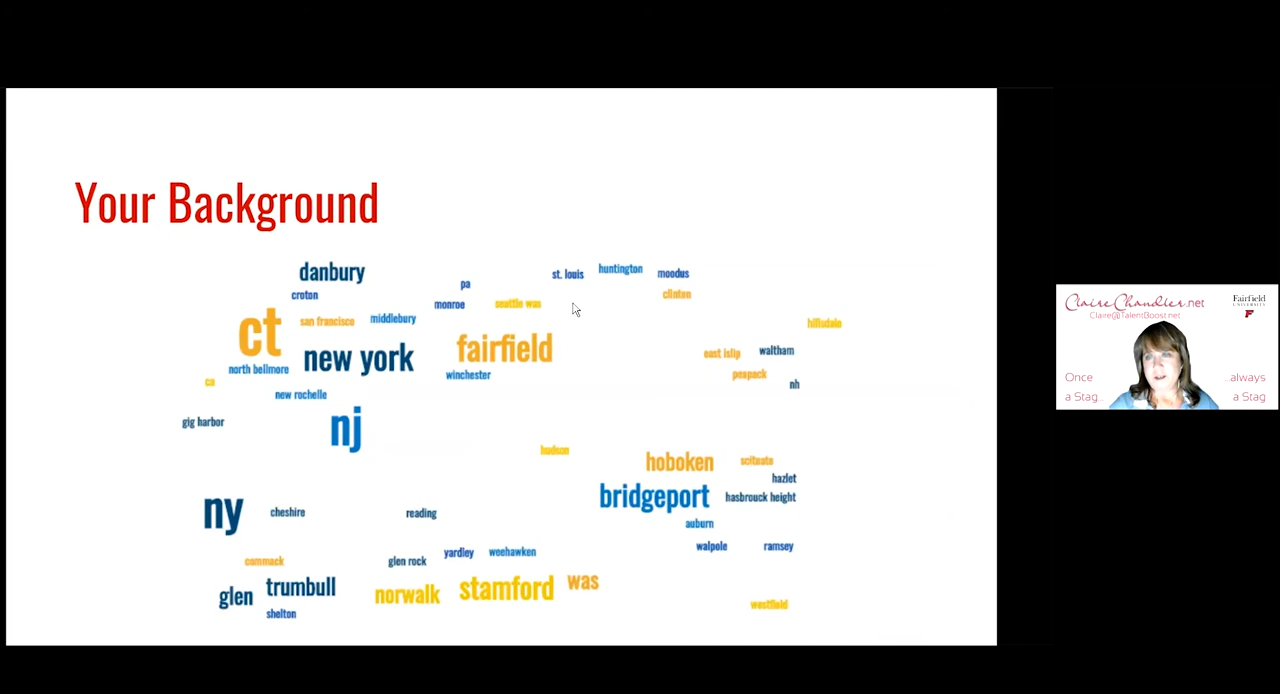 Your Background
danbury
croton
pa
st. louis
huntington
moodus
clinton
monroe
seattle was
ct
san francisco
middlebury
hillsdale
new york
fairfield
north bellmore
winchester
ca
east islip
waltham
peapack
nh
new rochelle
gig harbor
nj
hudson
hoboken
scituate
hazlet
bridgeport
hasbrouck height
ny
cheshire
reading
auburn
walpole
ramsey
commack
glen rock
yardley
weehawken
glen
trumbull
norwalk
stamford
was
shelton
westfield
ClaireChandler.net
Claire@TalentBoost.net
Fairfield
UNIVERSITY
F
Once
a Stag...
...always
a Stag